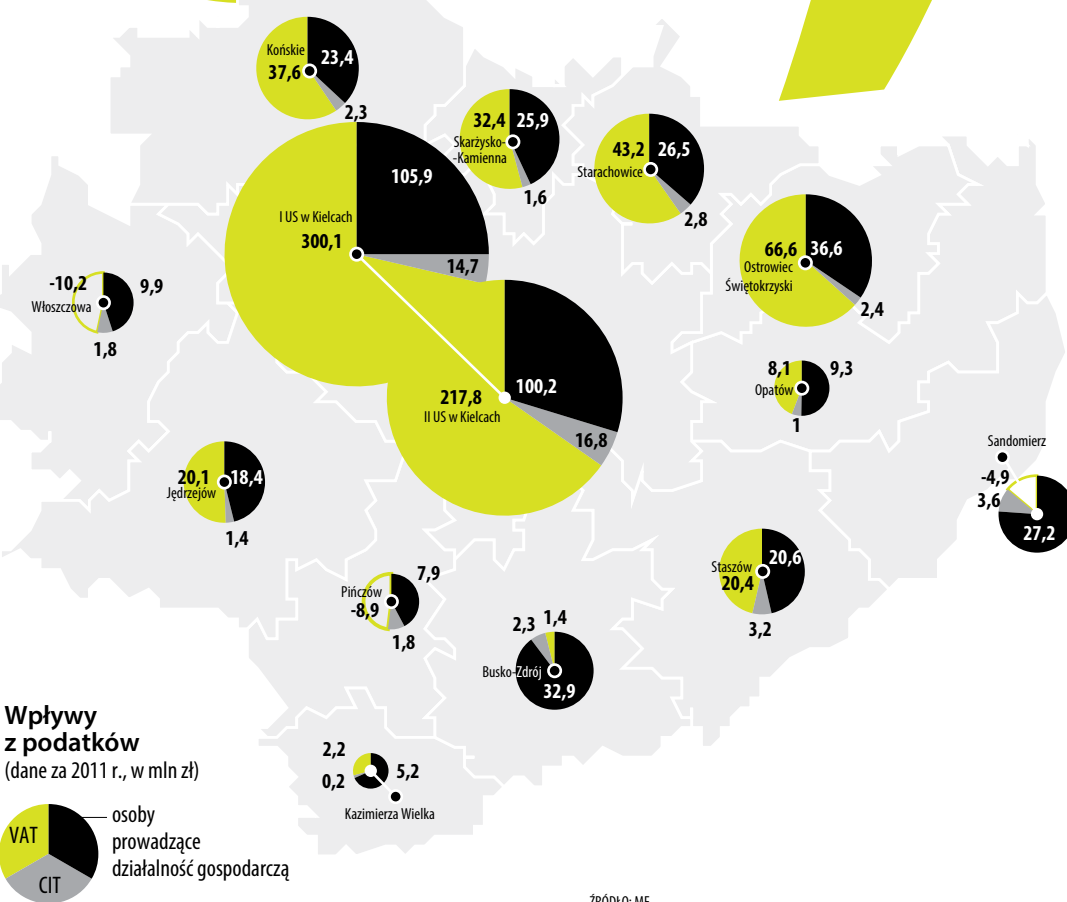 Końskie
37,6
23,4
2,3
32,4
25,9
Skarżysko-
-Kamienna
1,6
43,2
26,5
Starachowice
2,8
105,9
I US w Kielcach
300,1
14,7
66,6
36,6
Ostrowiec
Świętokrzyski
2,4
-10,2
9,9
Włoszczowa
1,8
217,8
100,2
II US w Kielcach
16,8
8,1
9,3
Opatów
1
Sandomierz
-4,9
3,6
27,2
20,1
18,4
Jędrzejów
1,4
Staszów
20,6
20,4
3,2
Pińczów
7,9
-8,9
1,8
2,3
1,4
Busko-Zdrój
32,9
2,2
0,2
5,2
Kazimierza Wielka
Wpływy
z podatków
(dane za 2011 r., w mln zł)
VAT
CIT
osoby
prowadzące
działalność gospodarczą
ŹRÓDŁO: MF